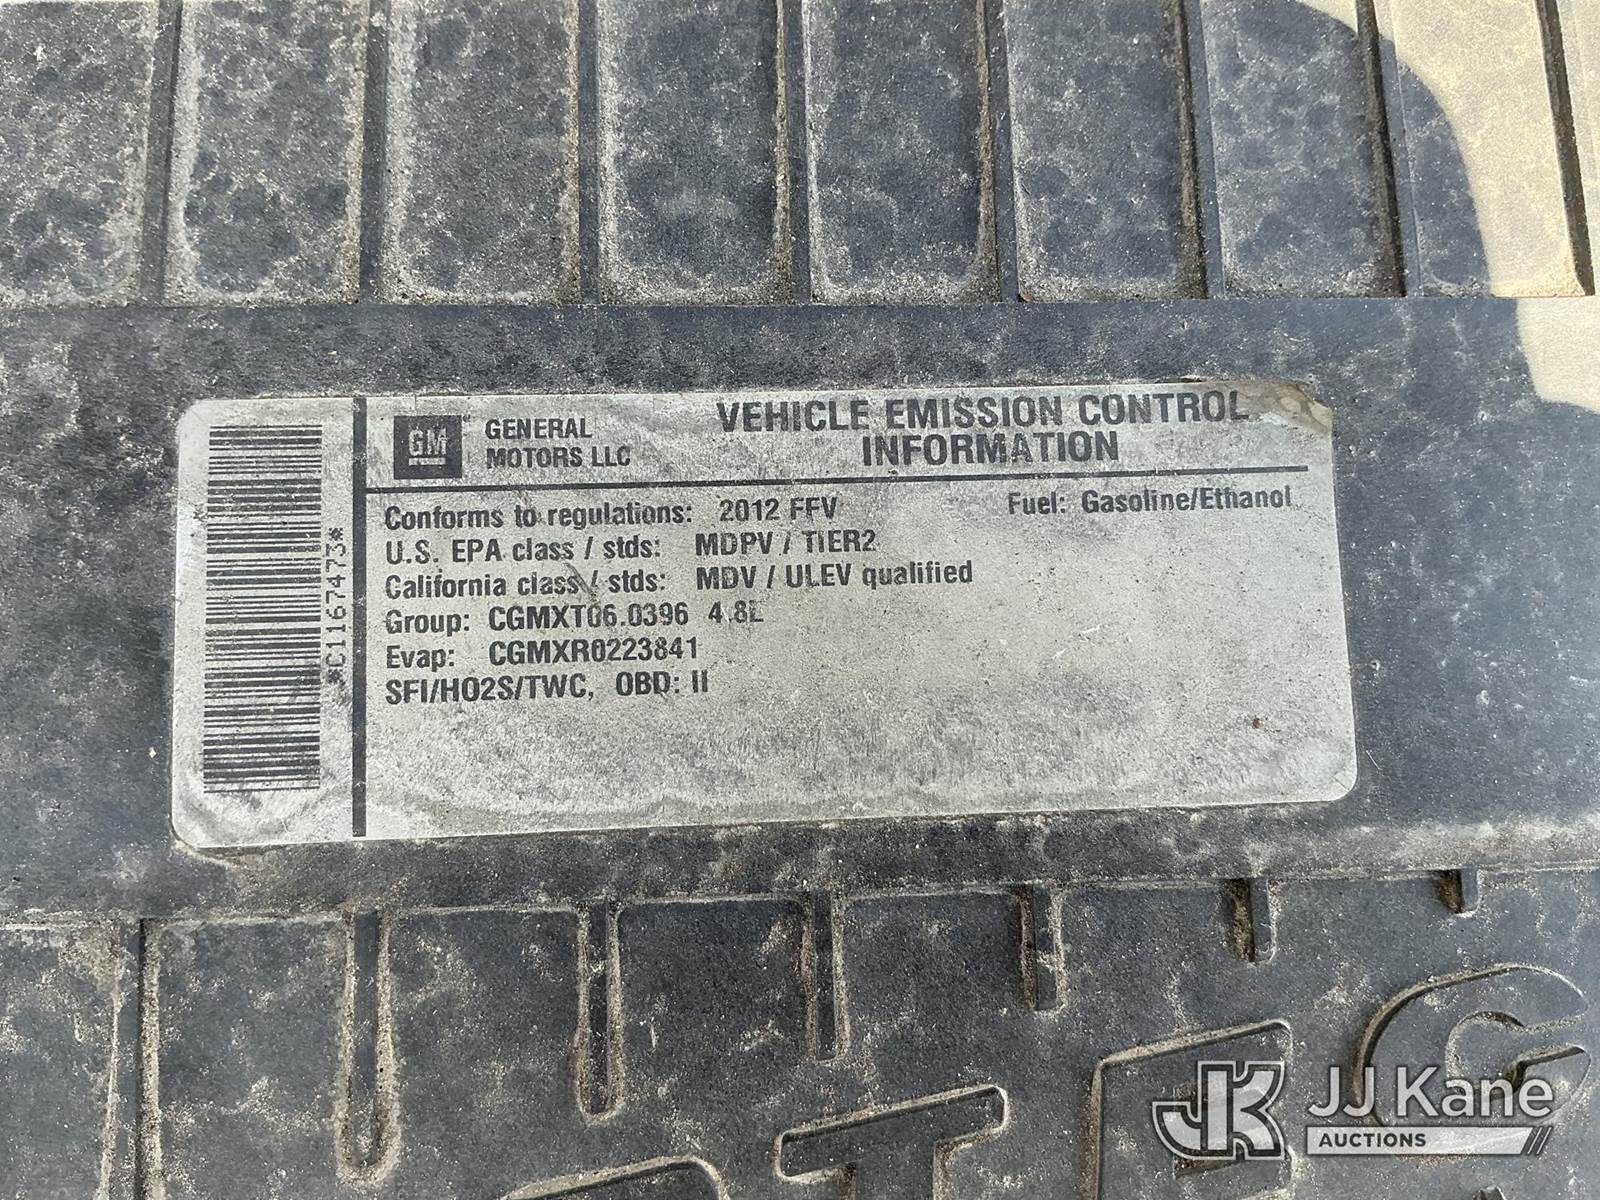 GM GENERAL MOTORS LLC
VEHICLE EMISSION CONTROL
INFORMATION
Conforms to regulations: 2012 FFV Fuel: Gasoline/Ethanol
U.S. EPA class / stds: MDPV / TIER2
California class / stds: MDV / ULEV qualified
Group: CGMXT06.0396 4.8L
Evap: CGMXR0223841
SFI/HO2S/TWC, OBD: II
*C1167473*
JJ Kane
AUCTIONS